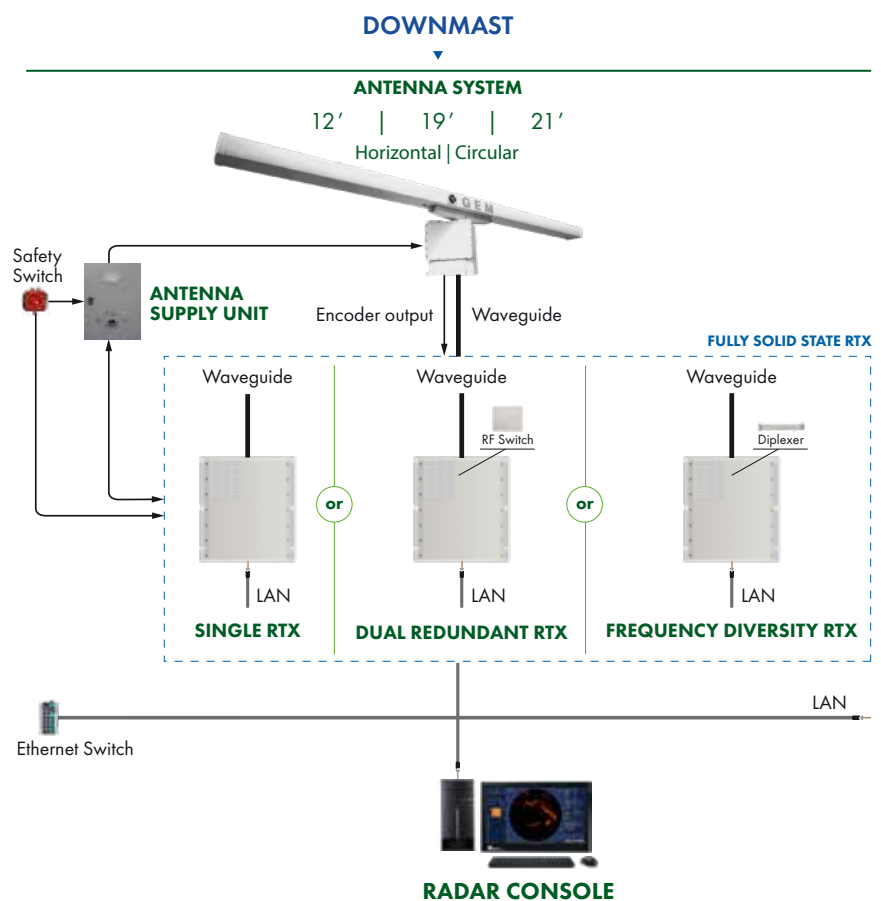 DOWNMAST
ANTENNA SYSTEM
12’ | 19’ | 21’
Horizontal | Circular
GEM
Safety
Switch
ANTENNA
SUPPLY UNIT
Encoder output
Waveguide
FULLY SOLID STATE RTX
Waveguide
Waveguide
Waveguide
RF Switch
Diplexer
or
or
LAN
LAN
LAN
SINGLE RTX
DUAL REDUNDANT RTX
FREQUENCY DIVERSITY RTX
LAN
Ethernet Switch
RADAR CONSOLE